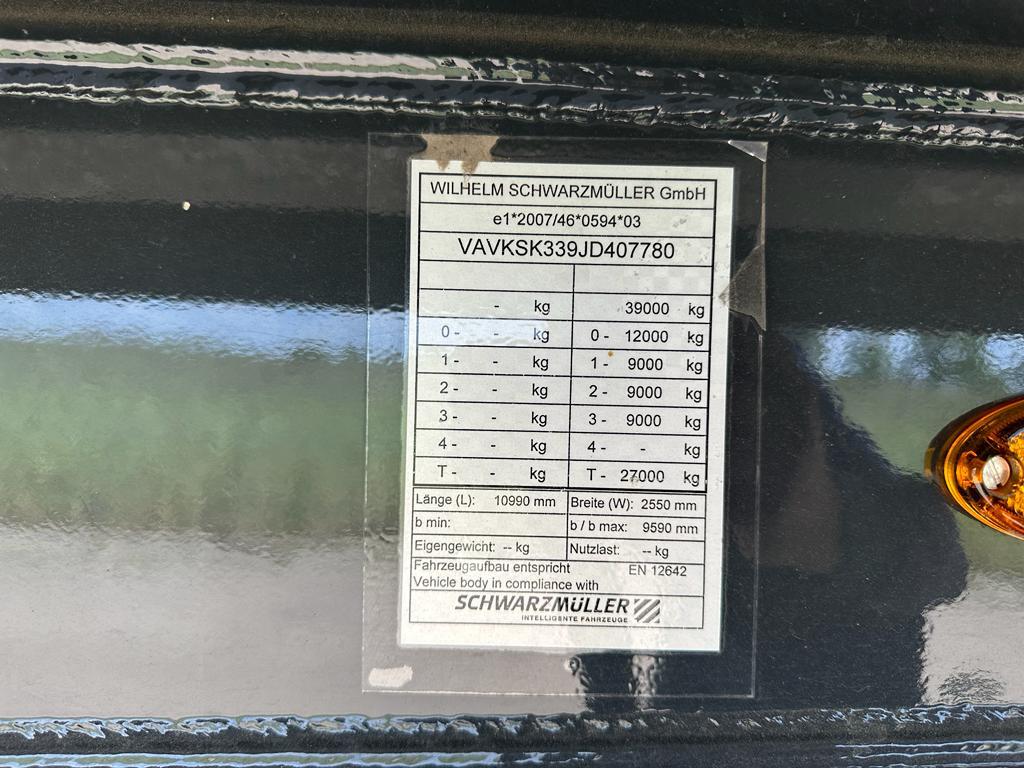 WILHELM SCHWARZMÜLLER GmbH
e1*2007/46*0594*03
VAVKSK339JD407780
- kg 39000 kg
0 - - kg 0 - 12000 kg
1 - - kg 1 - 9000 kg
2 - - kg 2 - 9000 kg
3 - - kg 3 - 9000 kg
4 - - kg 4 - -  kg
T - - kg T - 27000 kg
Länge (L): 10990 mm Breite (W): 2550 mm
b min: b / b max: 9590 mm
Eigengewicht: -- kg Nutzlast: -- kg
Fahrzeugaufbau entspricht EN 12642
Vehicle body in compliance with
SCHWARZMÜLLER
INTELLIGENTE FAHRZEUGE